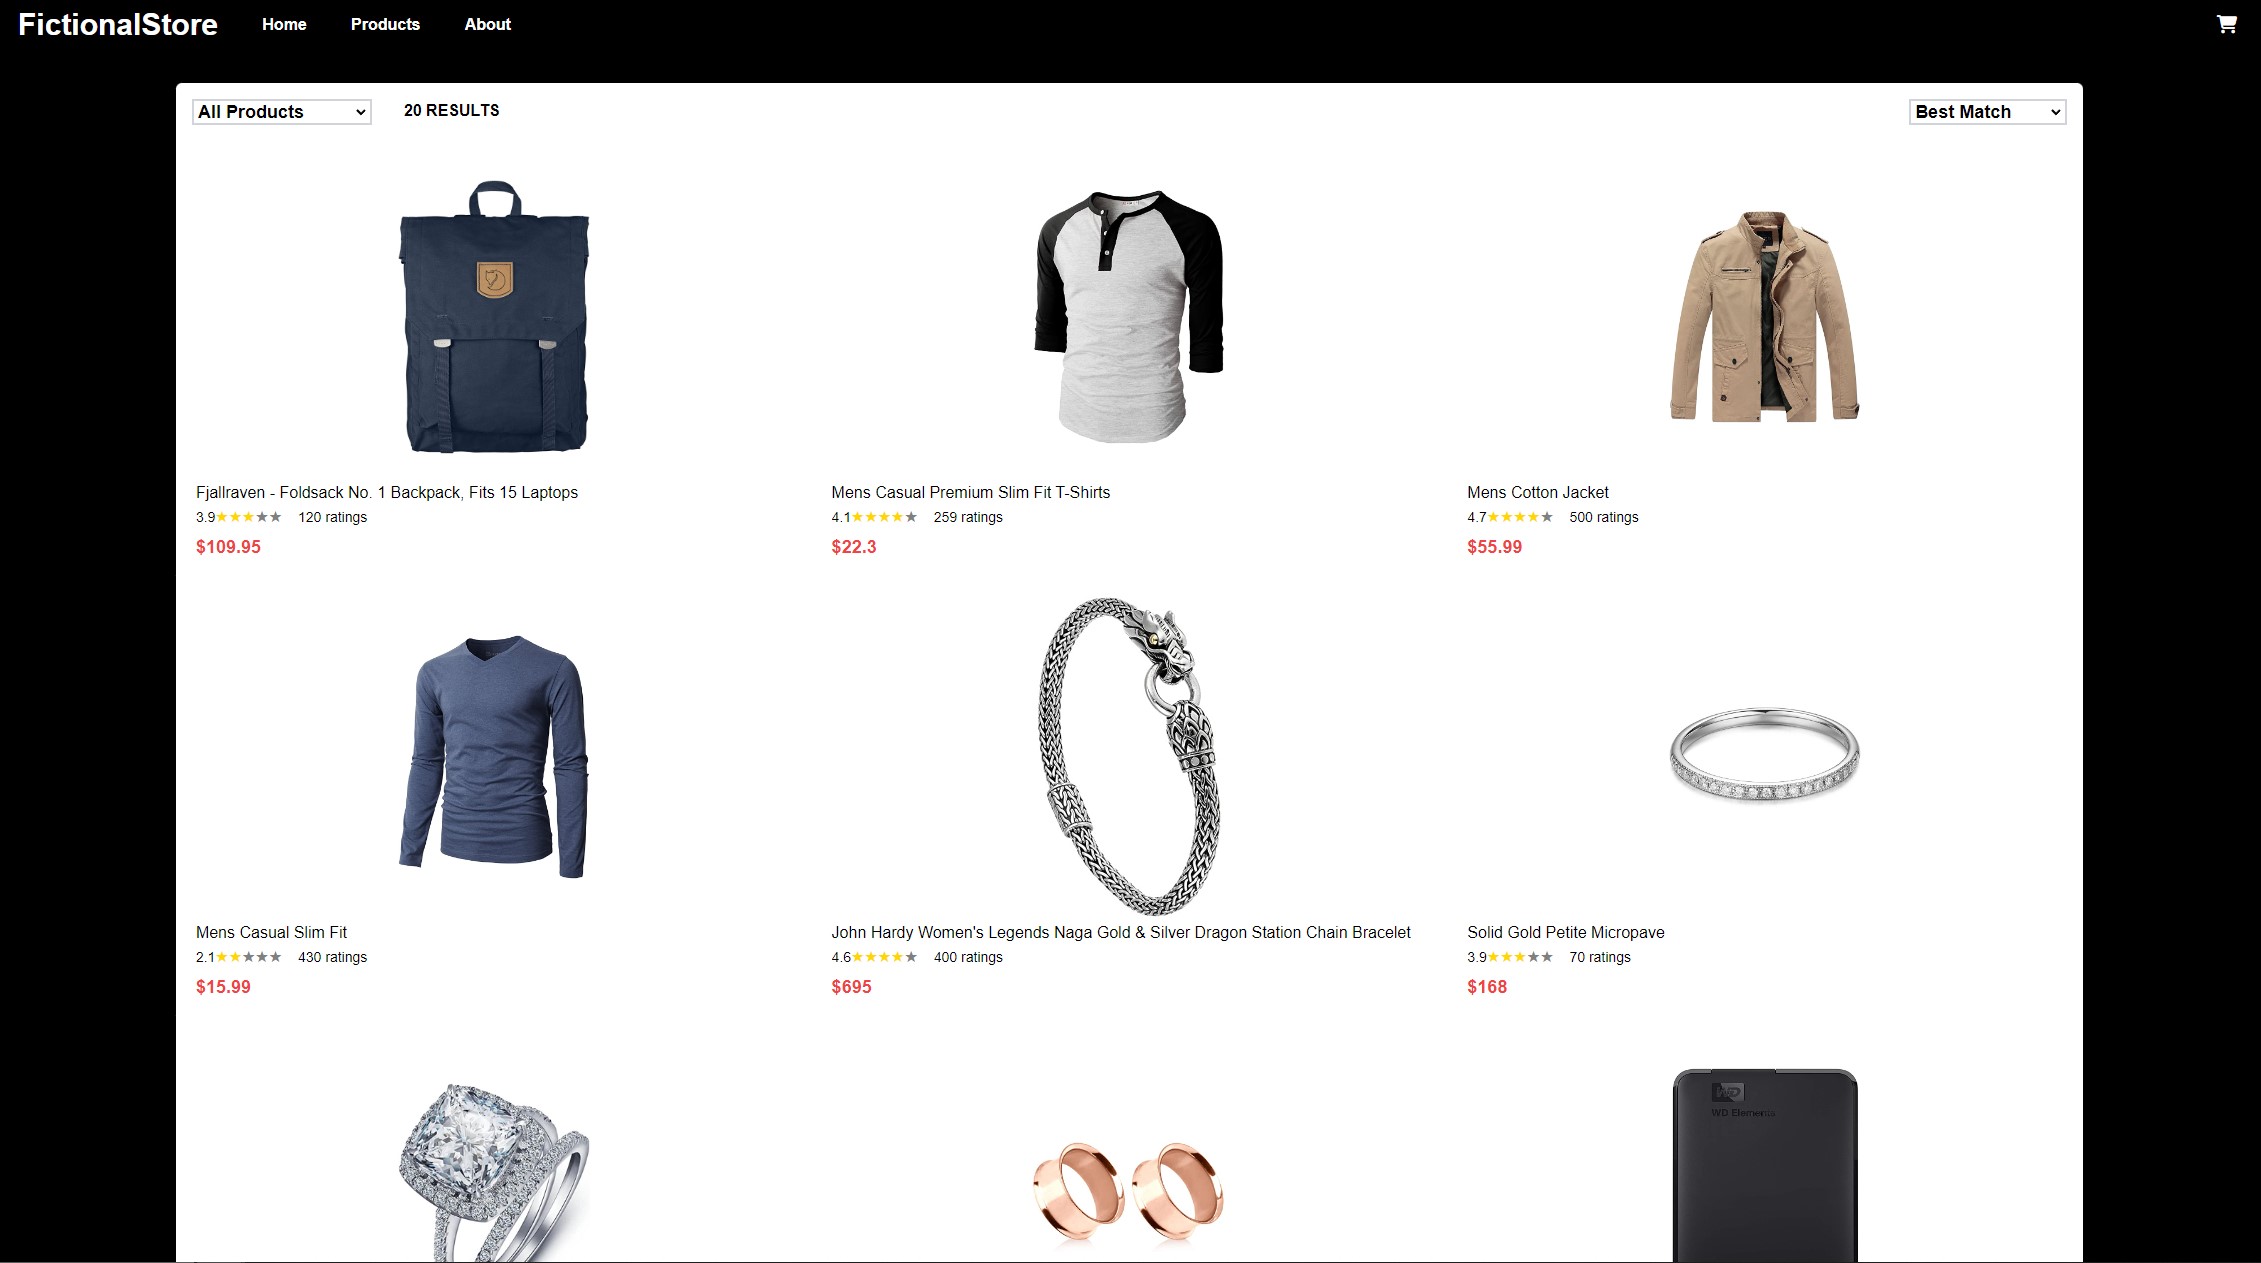 FictionalStore Home Products About
All Products 20 RESULTS Best Match
Fjallraven - Foldsack No. 1 Backpack, Fits 15 Laptops
3.9★★★★★ 120 ratings
$109.95
Mens Casual Premium Slim Fit T-Shirts
4.1★★★★★ 259 ratings
$22.3
Mens Cotton Jacket
4.7★★★★★ 500 ratings
$55.99
Mens Casual Slim Fit
2.1★★★★★ 430 ratings
$15.99
John Hardy Women's Legends Naga Gold & Silver Dragon Station Chain Bracelet
4.6★★★★★ 400 ratings
$695
Solid Gold Petite Micropave
3.9★★★★★ 70 ratings
$168
WD
WD Elements